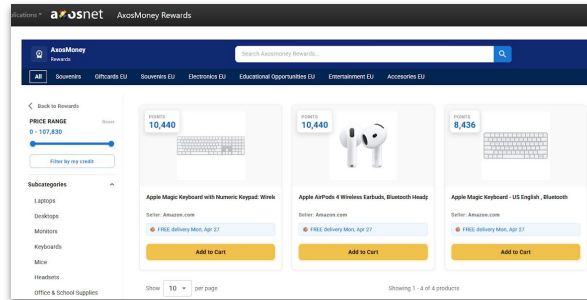 plications
axosnet AxosMoney Rewards
AxosMoney
Rewards
Search Axosmoney Rewards...
All Souvenirs Giftcards EU Souvenirs EU Electronics EU Educational Opportunities EU Entertainment EU Accesories EU
Back to Rewards
PRICE RANGE Reset
0 - 107,830
Filter by my credit
Subcategories
Laptops
Desktops
Monitors
Keyboards
Mice
Headsets
Office & School Supplies
POINTS
10,440
Apple Magic Keyboard with Numeric Keypad: Wirele
Seller: Amazon.com
FREE delivery Mon, Apr 27
Add to Cart
POINTS
10,440
Apple AirPods 4 Wireless Earbuds, Bluetooth Headp
Seller: Amazon.com
FREE delivery Mon, Apr 27
Add to Cart
POINTS
8,436
Apple Magic Keyboard - US English , Bluetooth
Seller: Amazon.com
FREE delivery Mon, Apr 27
Add to Cart
Show 10 per page
Showing 1 - 4 of 4 products